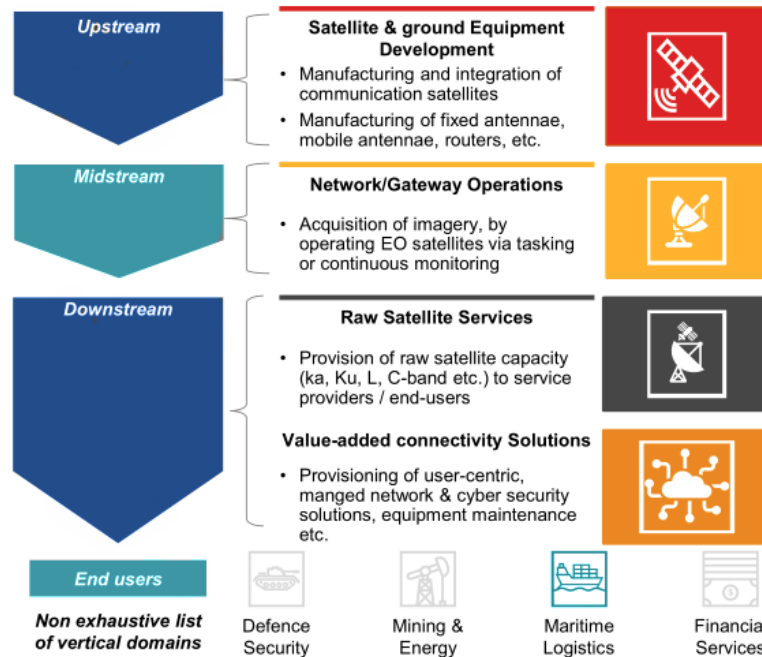 Upstream
Satellite & ground Equipment
Development
• Manufacturing and integration of
communication satellites
• Manufacturing of fixed antennae,
mobile antennae, routers, etc.
Midstream
Network/Gateway Operations
• Acquisition of imagery, by
operating EO satellites via tasking
or continuous monitoring
Downstream
Raw Satellite Services
• Provision of raw satellite capacity
(ka, Ku, L, C-band etc.) to service
providers / end-users
Value-added connectivity Solutions
• Provisioning of user-centric,
manged network & cyber security
solutions, equipment maintenance
etc.
End users
Non exhaustive list
of vertical domains
Defence
Security
Mining &
Energy
Maritime
Logistics
Financial
Services